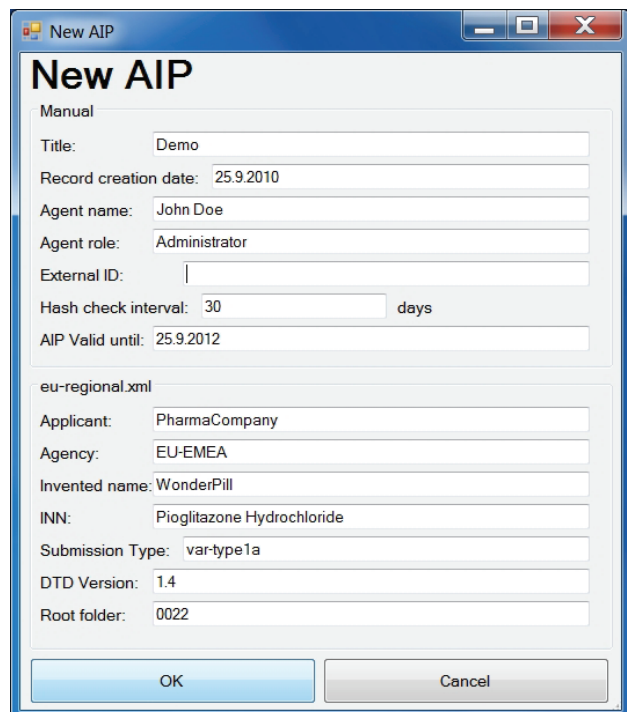 New AIP
New AIP
Manual
Title: Demo
Record creation date: 25.9.2010
Agent name: John Doe
Agent role: Administrator
External ID:
Hash check interval: 30 days
AIP Valid until: 25.9.2012
eu-regional.xml
Applicant: PharmaCompany
Agency: EU-EMEA
Invented name: WonderPill
INN: Pioglitazone Hydrochloride
Submission Type: var-type1a
DTD Version: 1.4
Root folder: 0022
OK Cancel